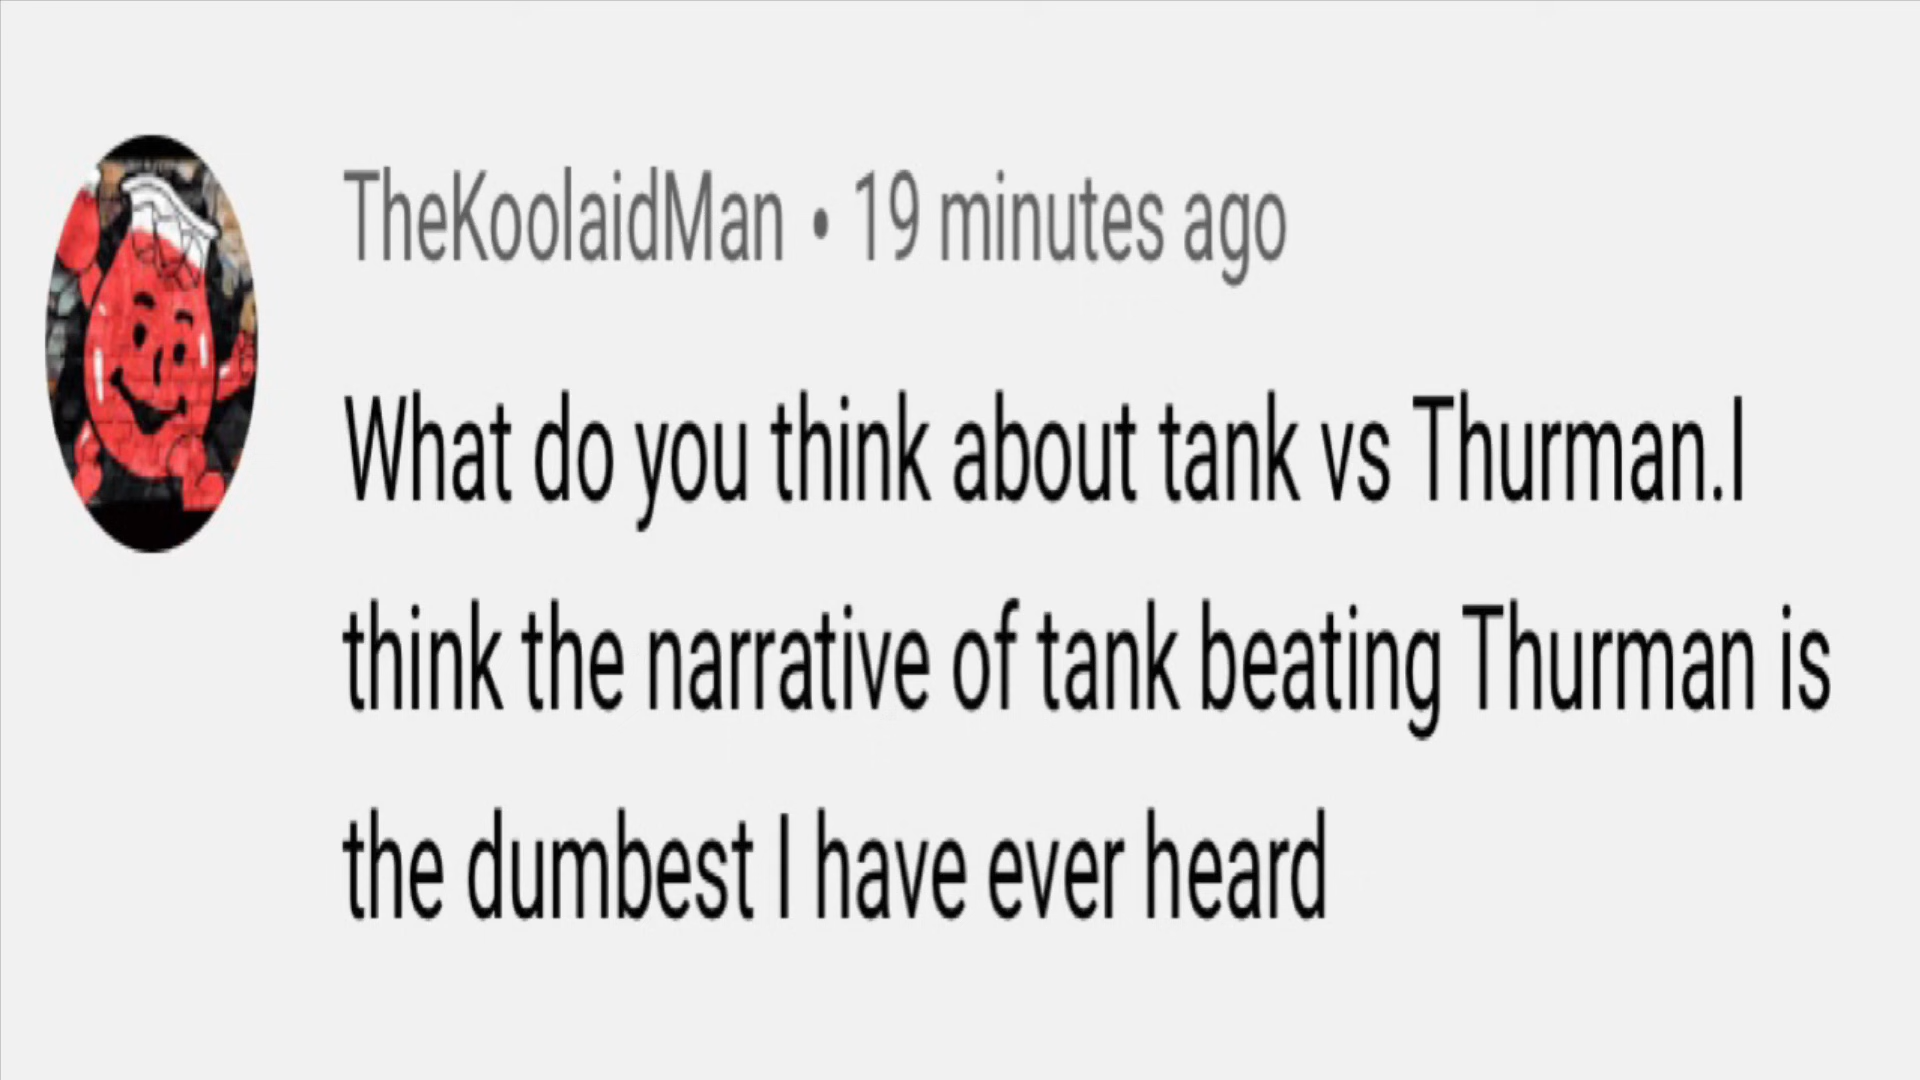 TheKoolaidMan • 19 minutes ago
What do you think about tank vs Thurman.I
think the narrative of tank beating Thurman is
the dumbest I have ever heard